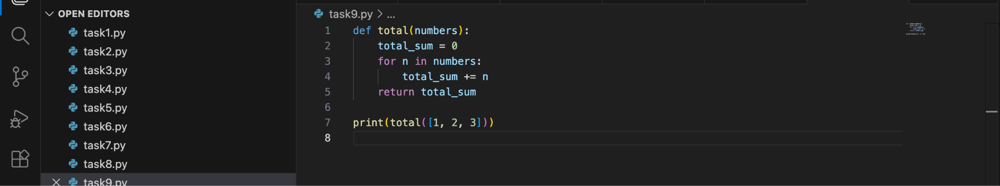 OPEN EDITORS
task1.py
task2.py
task3.py
task4.py
task5.py
task6.py
task7.py
task8.py
task9.py
task9.py > ...
1 def total(numbers):
2     total_sum = 0
3     for n in numbers:
4         total_sum += n
5     return total_sum
6
7 print(total([1, 2, 3]))
8